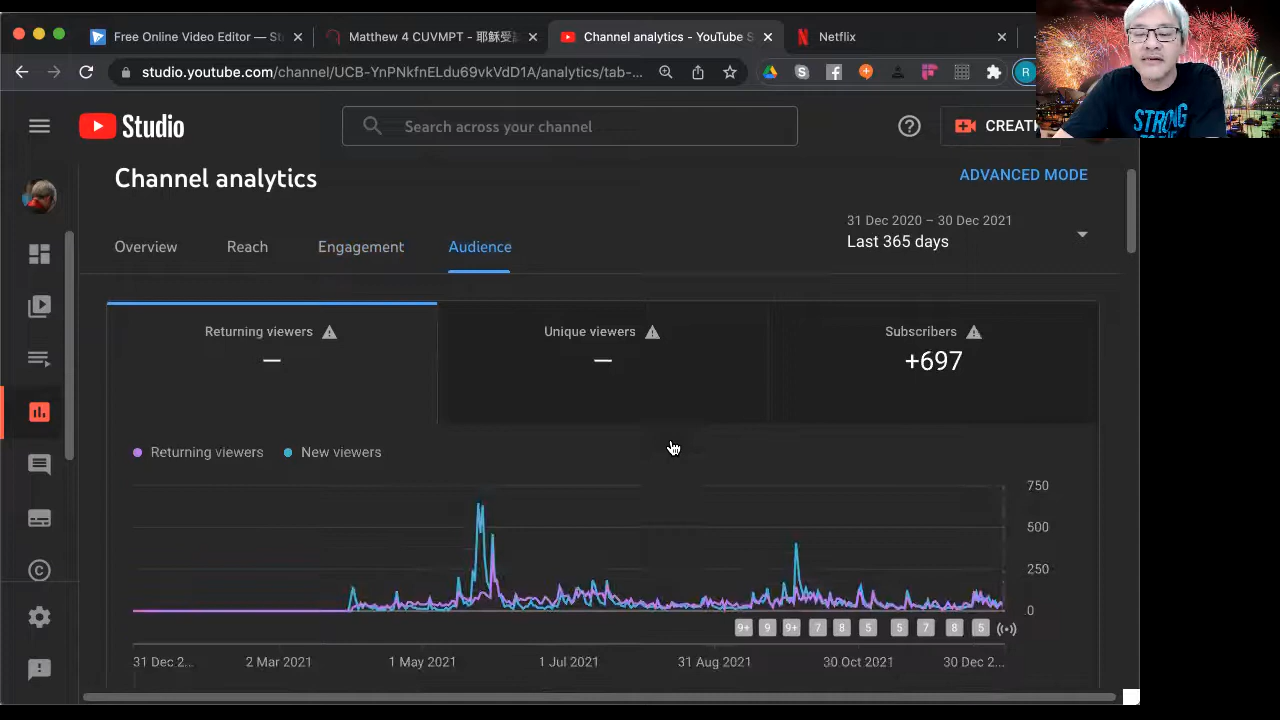 Free Online Video Editor — St
Matthew 4 CUVMPT - 耶穌受
Channel analytics - YouTube S
Netflix
studio.youtube.com/channel/UCB-YnPNkfnELdu69vkVdD1A/analytics/tab-...
R
Studio
Search across your channel
CREAT
STRONG
Channel analytics
ADVANCED MODE
31 Dec 2020 – 30 Dec 2021
Last 365 days
Overview
Reach
Engagement
Audience
Returning viewers
—
Unique viewers
—
Subscribers
+697
Returning viewers
New viewers
750
500
250
0
9+ 9 9+ 7 8 5 5 7 8 5
31 Dec 2... 2 Mar 2021 1 May 2021 1 Jul 2021 31 Aug 2021 30 Oct 2021 30 Dec 2...